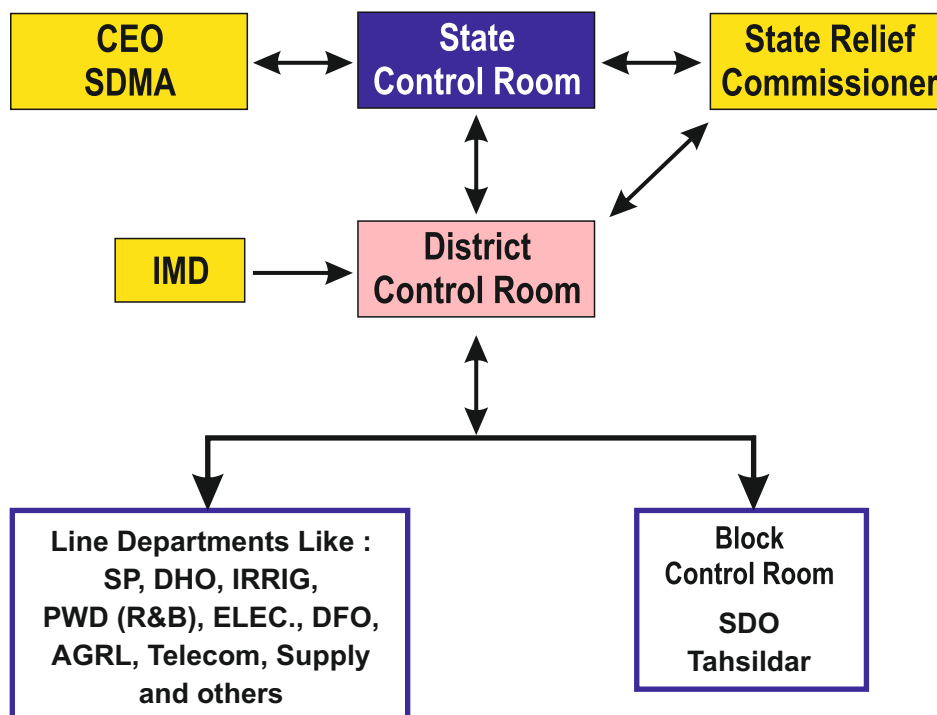 CEO
SDMA
State
Control Room
State Relief
Commissioner
IMD
District
Control Room
Line Departments Like :
SP, DHO, IRRIG,
PWD (R&B), ELEC., DFO,
AGRL, Telecom, Supply
and others
Block
Control Room
SDO
Tahsildar